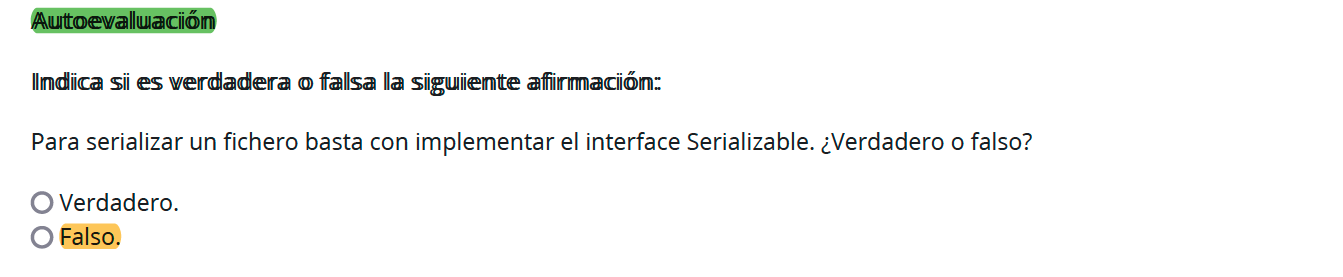 Autoevaluación
Indica si es verdadera o falsa la siguiente afirmación:
Para serializar un fichero basta con implementar el interface Serializable. ¿Verdadero o falso?
Verdadero.
Falso.